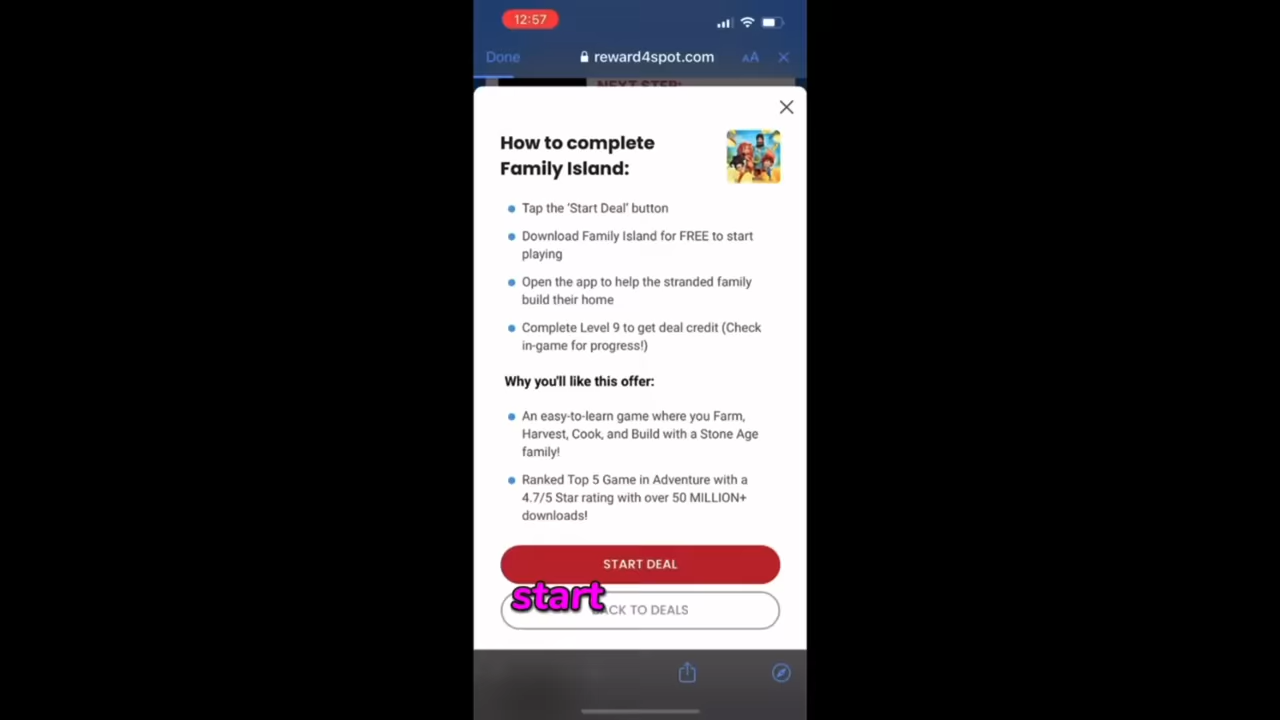 12:57
Done
reward4spot.com
AA
NEXT STEP:
How to complete
Family Island:
Tap the 'Start Deal' button
Download Family Island for FREE to start
playing
Open the app to help the stranded family
build their home
Complete Level 9 to get deal credit (Check
in-game for progress!)
Why you'll like this offer:
An easy-to-learn game where you Farm,
Harvest, Cook, and Build with a Stone Age
family!
Ranked Top 5 Game in Adventure with a
4.7/5 Star rating with over 50 MILLION+
downloads!
START DEAL
start
BACK TO DEALS